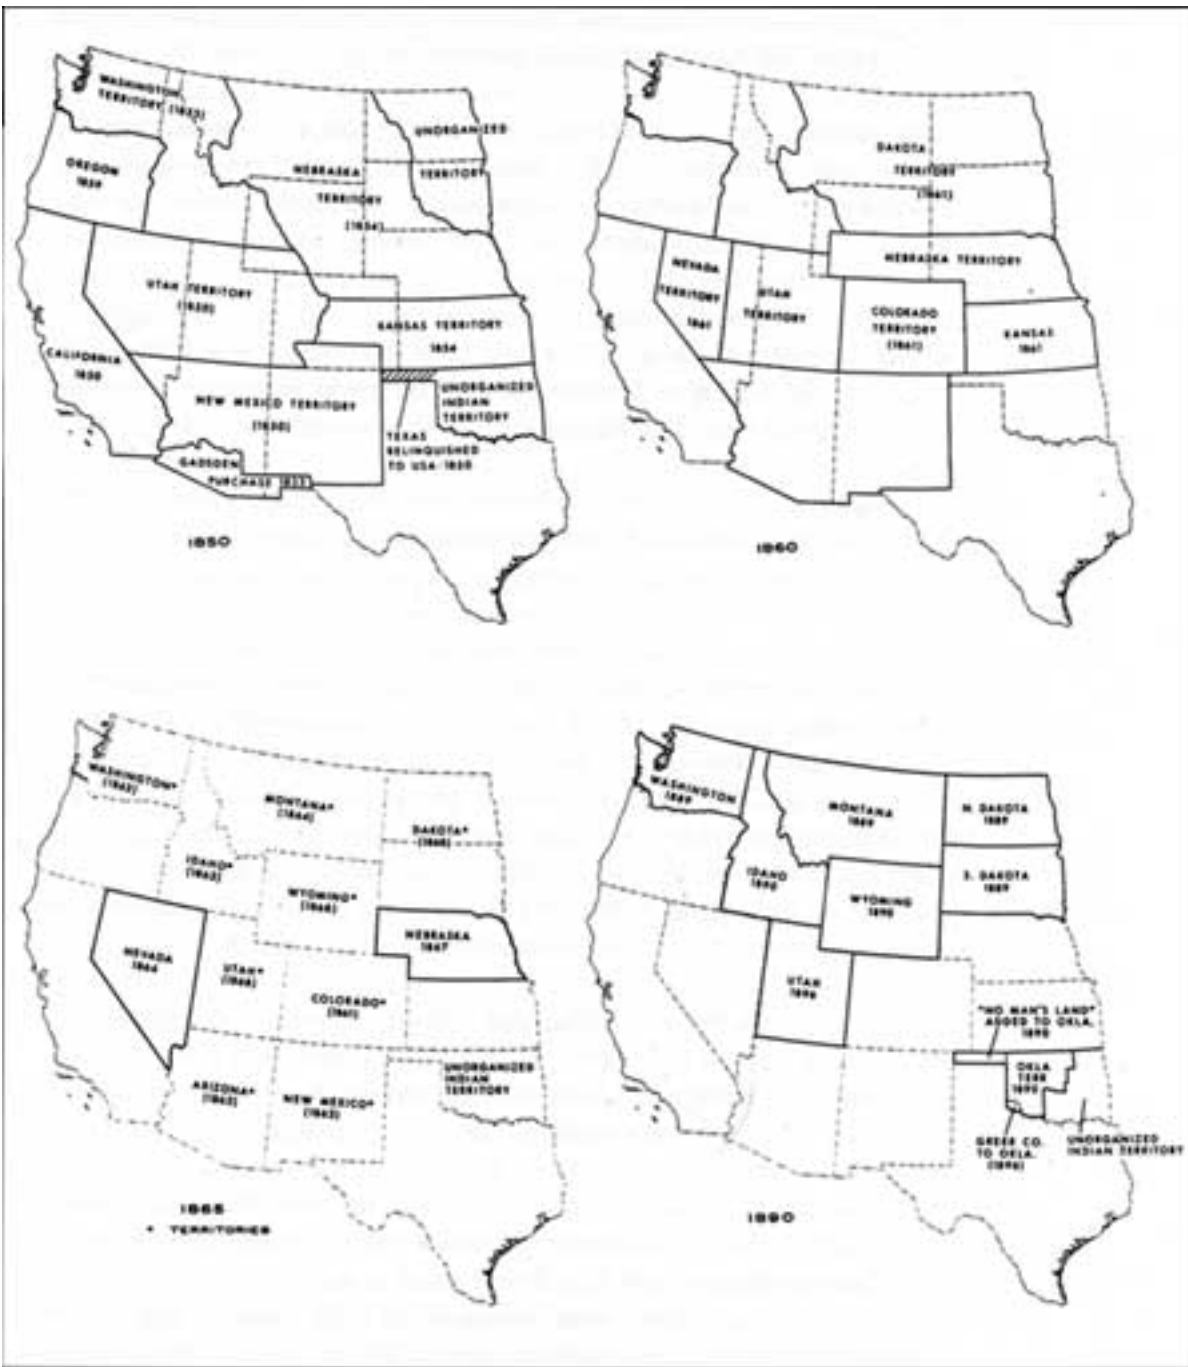 WASHINGTON
TERRITORY (1853)
UNORGANIZED
TERRITORY
OREGON
1859
NEBRASKA
TERRITORY
(1854)
UTAH TERRITORY
(1850)
KANSAS TERRITORY
1854
CALIFORNIA
1850
NEW MEXICO TERRITORY
(1850)
UNORGANIZED
INDIAN
TERRITORY
TEXAS
RELINQUISHED
TO USA 1850
GADSDEN
PURCHASE 1853
1850
DAKOTA
TERRITORY
(1861)
NEBRASKA TERRITORY
NEVADA
TERRITORY
1861
UTAH
TERRITORY
COLORADO
TERRITORY
(1861)
KANSAS
1861
1860
WASHINGTON*
(1863)
MONTANA*
(1864)
DAKOTA*
(1868)
IDAHO*
(1863)
WYOMING*
(1868)
NEBRASKA
1867
NEVADA
1864
UTAH*
(1868)
COLORADO*
(1861)
ARIZONA*
(1863)
NEW MEXICO*
(1863)
UNORGANIZED
INDIAN
TERRITORY
1865
* TERRITORIES
WASHINGTON
1889
MONTANA
1889
N. DAKOTA
1889
S. DAKOTA
1889
IDAHO
1890
WYOMING
1890
UTAH
1896
"NO MAN'S LAND"
ADDED TO OKLA.
1890
OKLA
TERR
1890
GREER CO.
TO OKLA.
(1896)
UNORGANIZED
INDIAN TERRITORY
1890